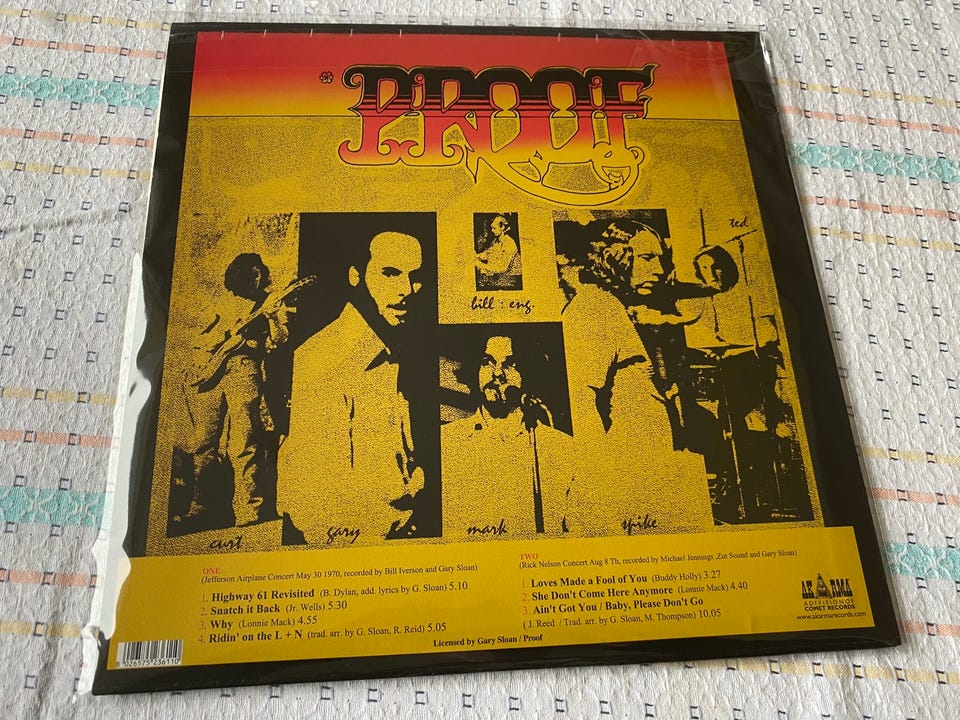 PROOF
ted
bill : eng.
curt
gary
mark
spike
ONE
(Jefferson Airplane Concert May 30 1970, recorded by Bill Iverson and Gary Sloan)
1. Highway 61 Revisited (B. Dylan, add. lyrics by G. Sloan) 5.10
2. Snatch it Back (Jr. Wells) 5.30
3. Why (Lonnie Mack) 4.55
4. Ridin' on the L + N (trad. arr. by G. Sloan, R. Reid) 5.05
TWO
(Rick Nelson Concert Aug 8 Th, recorded by Michael Jennings ,Zut Sound and Gary Sloan)
1. Loves Made a Fool of You (Buddy Holly) 3.27
2. She Don't Come Here Anymore (Lonnie Mack) 4.40
3. Ain't Got You / Baby, Please Don't Go
( J. Reed / Trad. arr. by G. Sloan, M. Thompson) 10.05
Licensed by Gary Sloan / Proof
AKARMA
A DIVISION OF
COMET RECORDS
www.akarmarecords.com
8 026575 236110